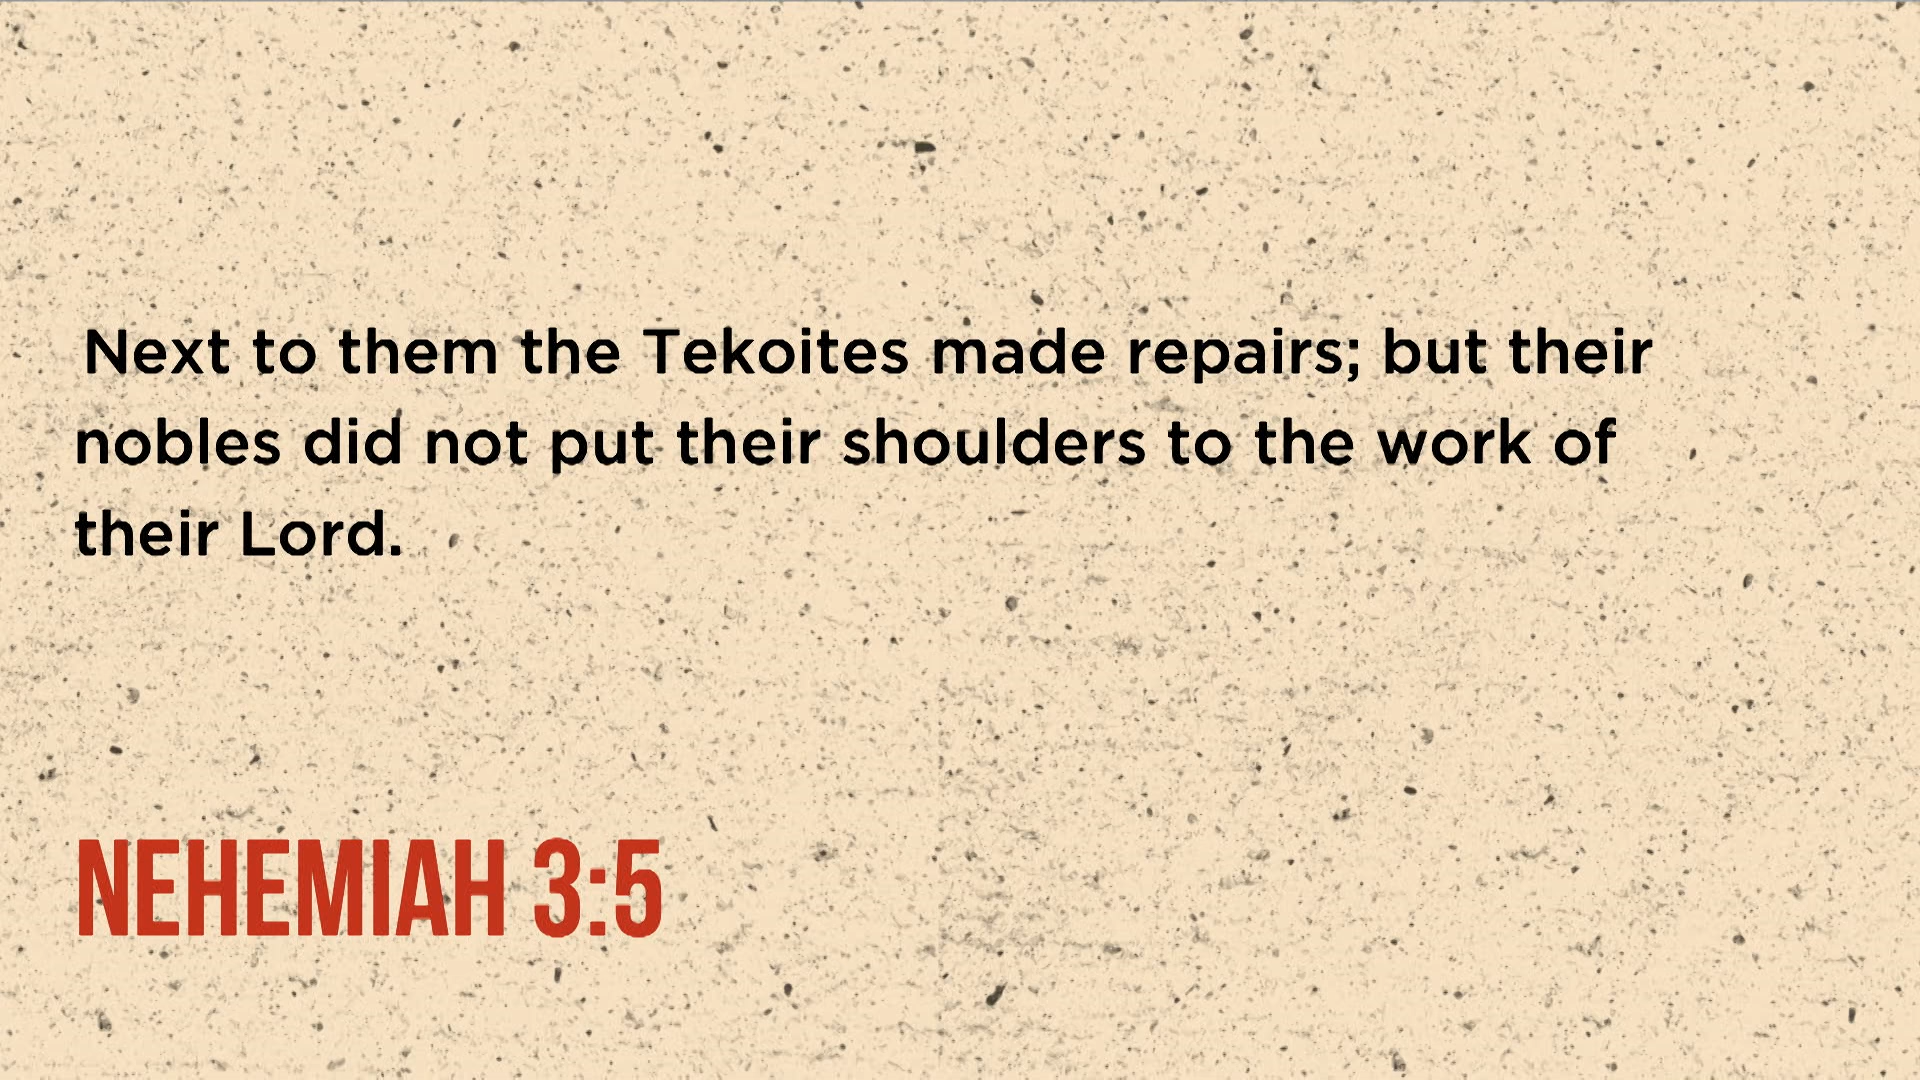 Next to them the Tekoites made repairs; but their
nobles did not put their shoulders to the work of
their Lord.
NEHEMIAH 3:5